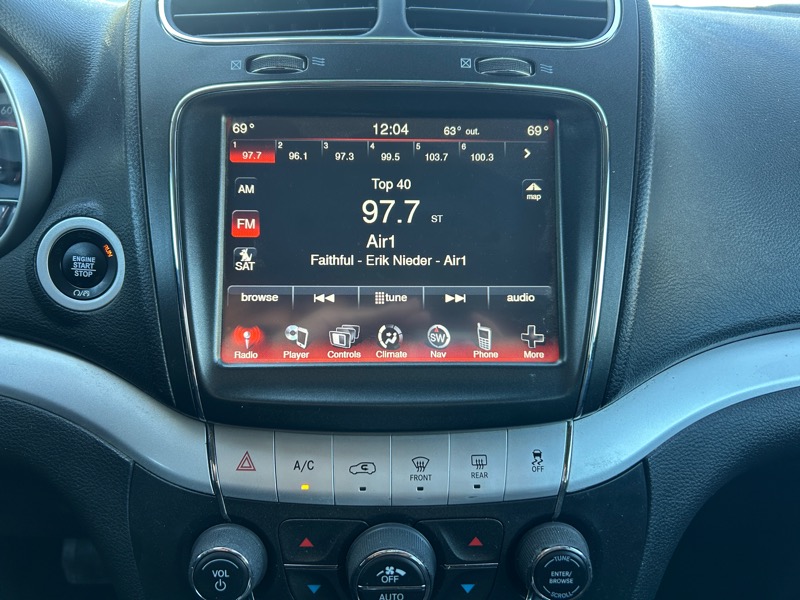 69° 12:04 63° out. 69°
1 2 3 4 5 6
97.7 96.1 97.3 99.5 103.7 100.3
AM Top 40
map
FM 97.7 ST
Air1
SAT Faithful - Erik Nieder - Air1
browse tune audio
Radio Player Controls Climate Nav Phone More
SW
60
RUN
ENGINE
START
STOP
A/C
FRONT
REAR
OFF
VOL
OFF
AUTO
TUNE
ENTER/
BROWSE
SCROLL